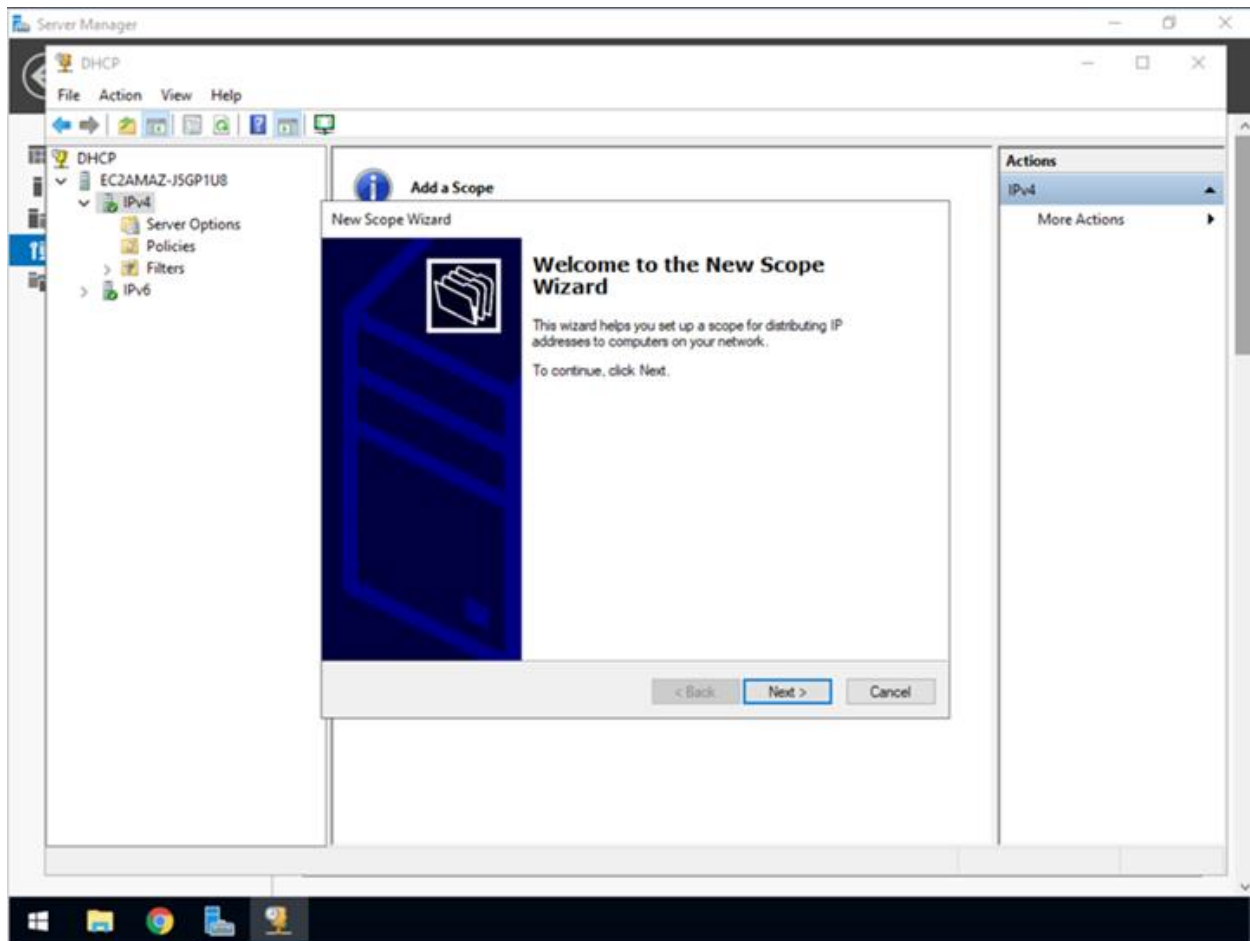 Server Manager
DHCP
File Action View Help
DHCP
EC2AMAZ-J5GP1U8
IPv4
Server Options
Policies
Filters
IPv6
Add a Scope
New Scope Wizard
Welcome to the New Scope
Wizard
This wizard helps you set up a scope for distributing IP
addresses to computers on your network.
To continue, click Next.
< Back Next > Cancel
Actions
IPv4
More Actions